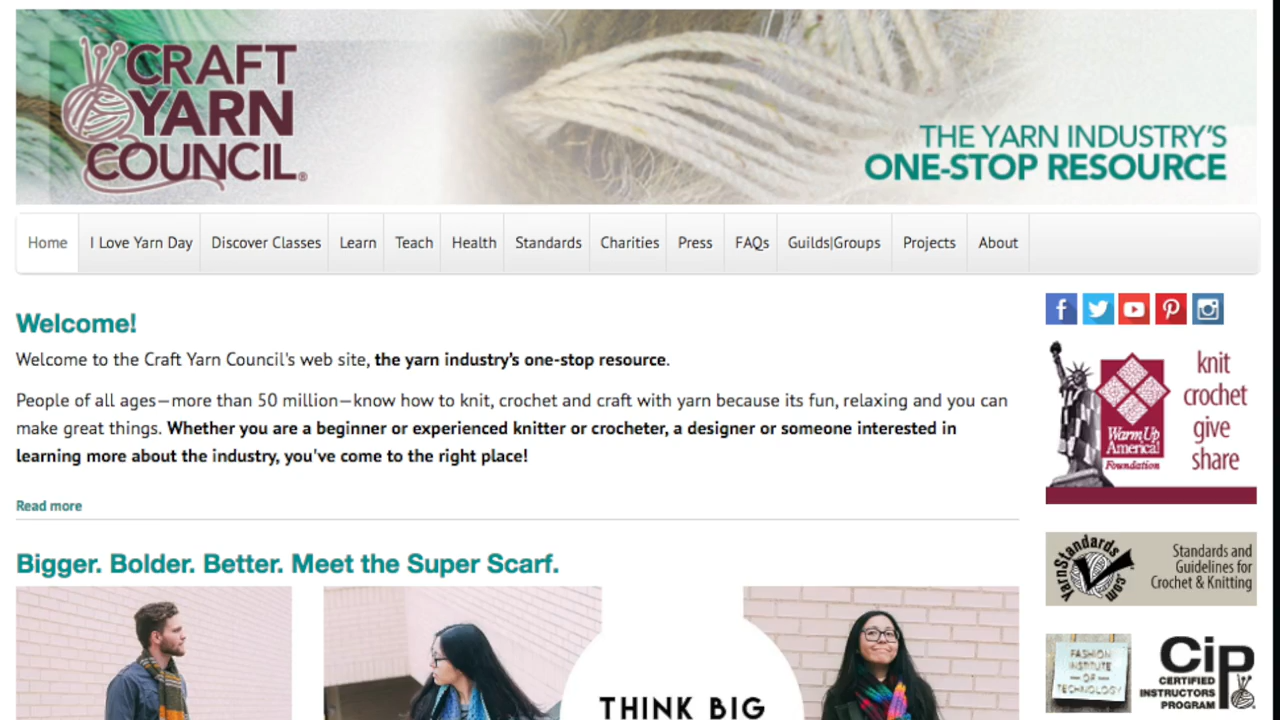 CRAFT
YARN
COUNCIL®
THE YARN INDUSTRY'S
ONE-STOP RESOURCE
Home I Love Yarn Day Discover Classes Learn Teach Health Standards Charities Press FAQs Guilds|Groups Projects About
Welcome!
Welcome to the Craft Yarn Council's web site, the yarn industry's one-stop resource.
People of all ages—more than 50 million—know how to knit, crochet and craft with yarn because its fun, relaxing and you can
make great things. Whether you are a beginner or experienced knitter or crocheter, a designer or someone interested in
learning more about the industry, you've come to the right place!
Read more
Bigger. Bolder. Better. Meet the Super Scarf.
THINK BIG
knit
crochet
give
share
Warm Up
America!
Foundation
YarnStandards.com
Standards and
Guidelines for
Crochet & Knitting
FASHION
INSTITUTE
OF
TECHNOLOGY
CiP
CERTIFIED
INSTRUCTORS
PROGRAM